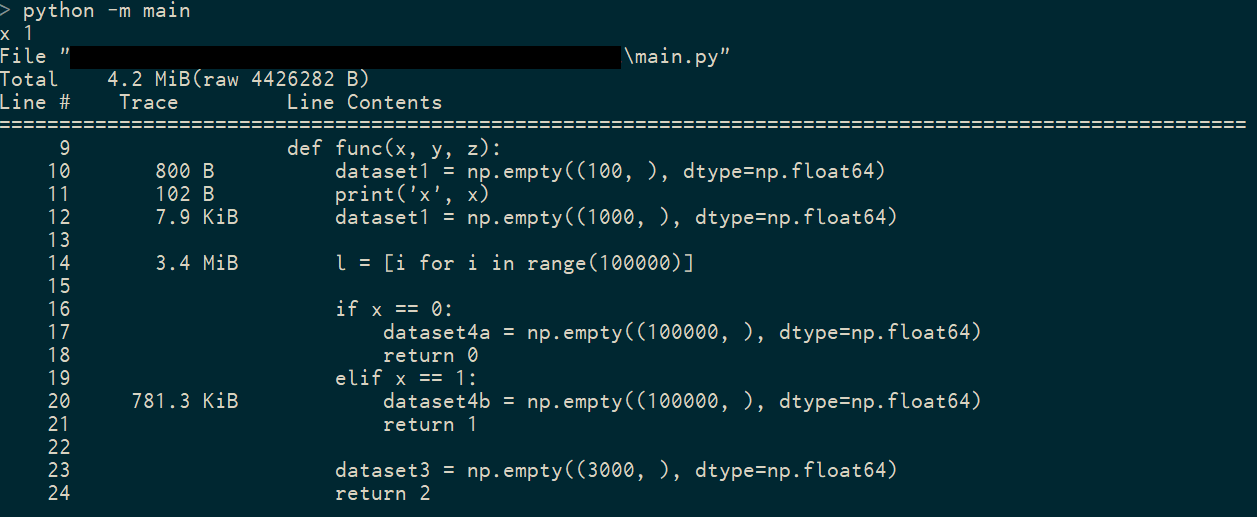 > python -m main
x 1
File "\main.py"
Total    4.2 MiB(raw 4426282 B)
Line #    Trace         Line Contents
========================================================================================================
     9                  def func(x, y, z):
    10       800 B          dataset1 = np.empty((100, ), dtype=np.float64)
    11       102 B          print('x', x)
    12       7.9 KiB        dataset1 = np.empty((1000, ), dtype=np.float64)
    13
    14       3.4 MiB        l = [i for i in range(100000)]
    15
    16                      if x == 0:
    17                          dataset4a = np.empty((100000, ), dtype=np.float64)
    18                          return 0
    19                      elif x == 1:
    20     781.3 KiB            dataset4b = np.empty((100000, ), dtype=np.float64)
    21                          return 1
    22
    23                      dataset3 = np.empty((3000, ), dtype=np.float64)
    24                      return 2